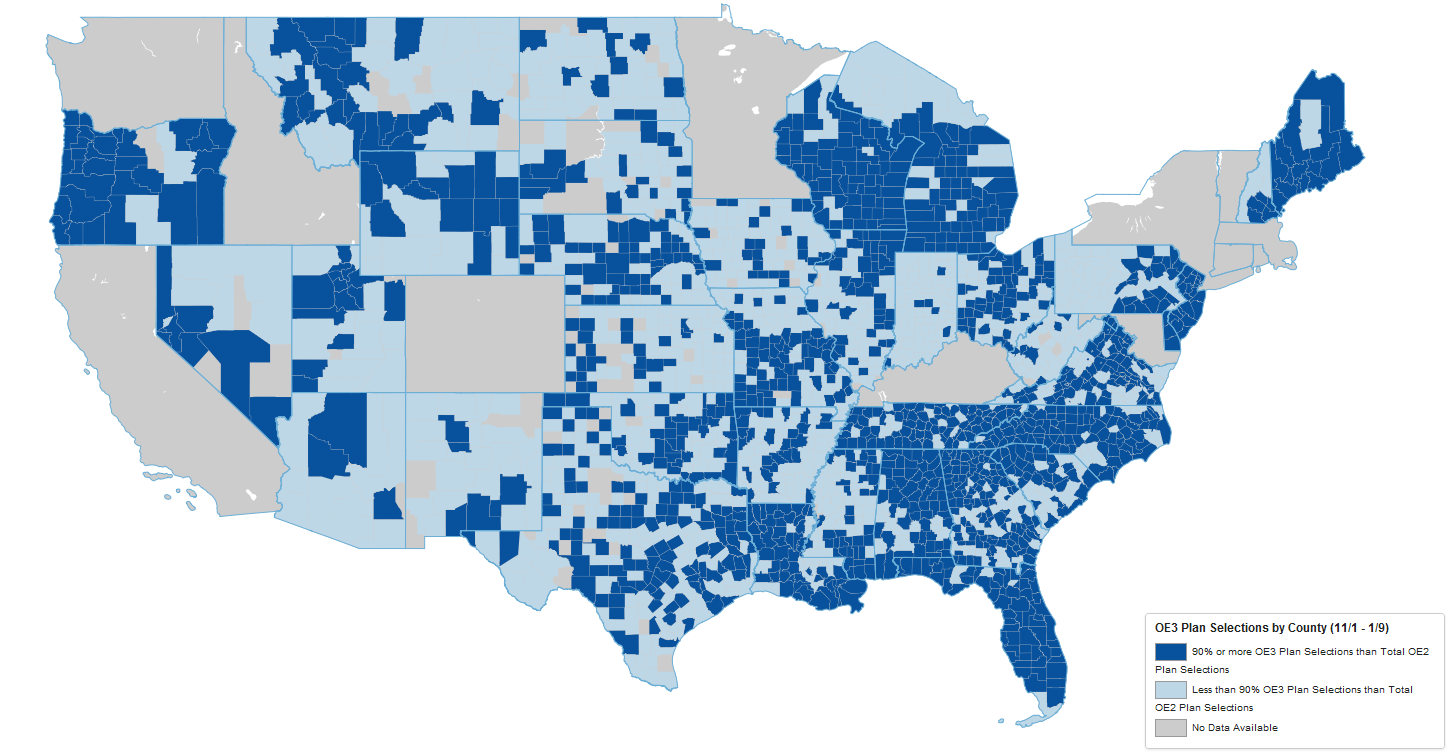 OE3 Plan Selections by County (11/1 - 1/9)
90% or more OE3 Plan Selections than Total OE2
Plan Selections
Less than 90% OE3 Plan Selections than Total
OE2 Plan Selections
No Data Available